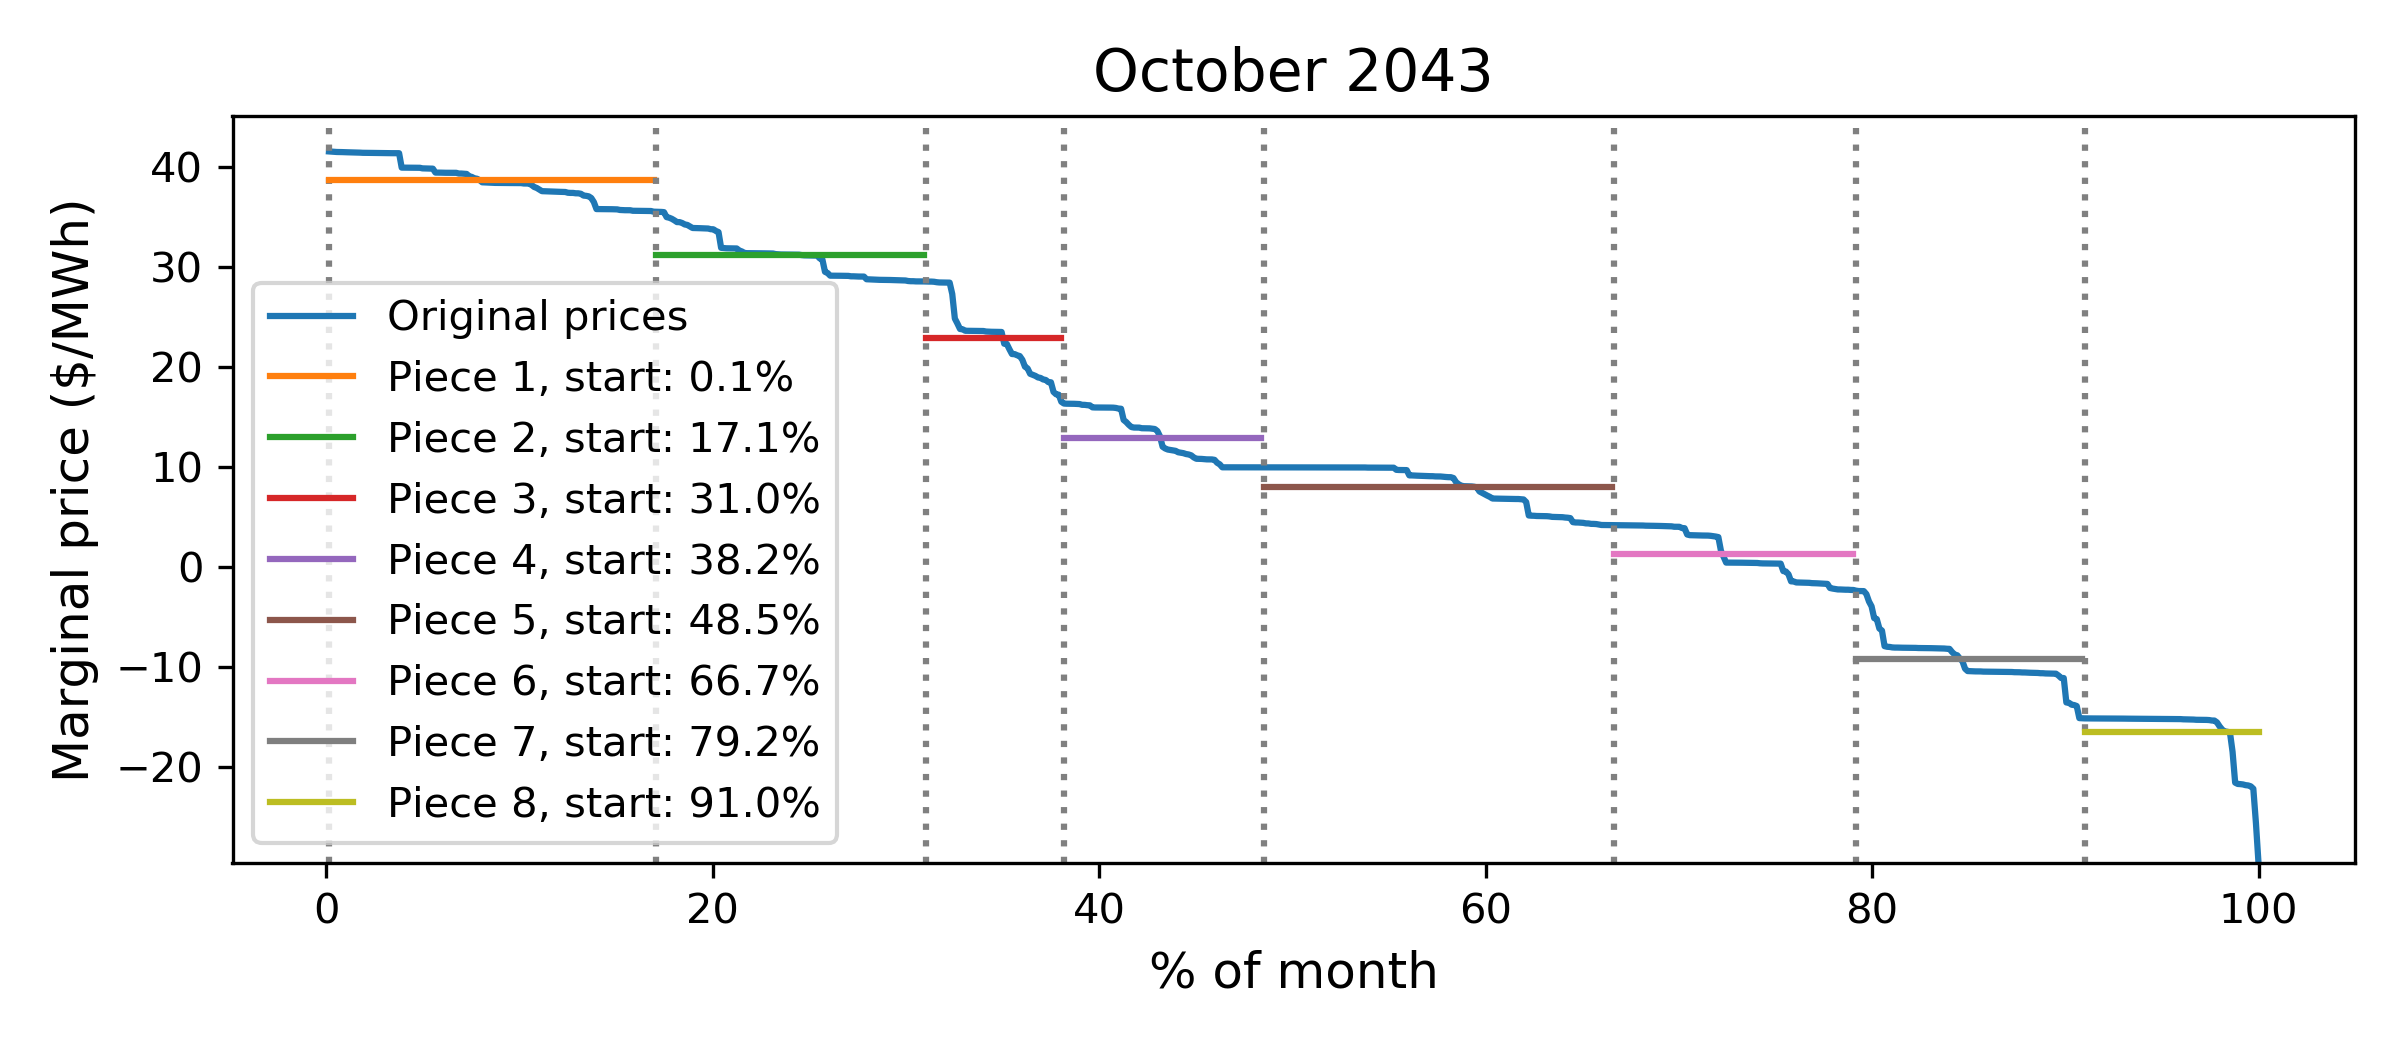 October 2043
Marginal price ($/MWh)
40
30
20
10
0
−10
−20
Original prices
Piece 1, start: 0.1%
Piece 2, start: 17.1%
Piece 3, start: 31.0%
Piece 4, start: 38.2%
Piece 5, start: 48.5%
Piece 6, start: 66.7%
Piece 7, start: 79.2%
Piece 8, start: 91.0%
0 20 40 60 80 100
% of month